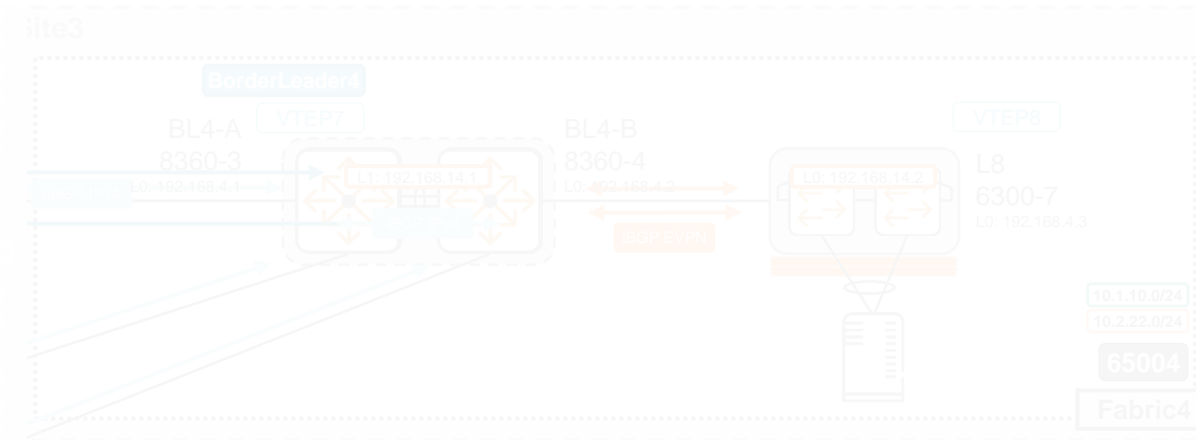 Site3
BorderLeader4
VTEP7
VTEP8
BL4-A
8360-3
L0: 192.168.4.1
BL4-B
8360-4
L0: 192.168.4.2
L1: 192.168.14.1
L0: 192.168.14.2
L8
6300-7
L0: 192.168.4.3
BGP EVPN
10.1.10.0/24
10.2.22.0/24
65004
Fabric4